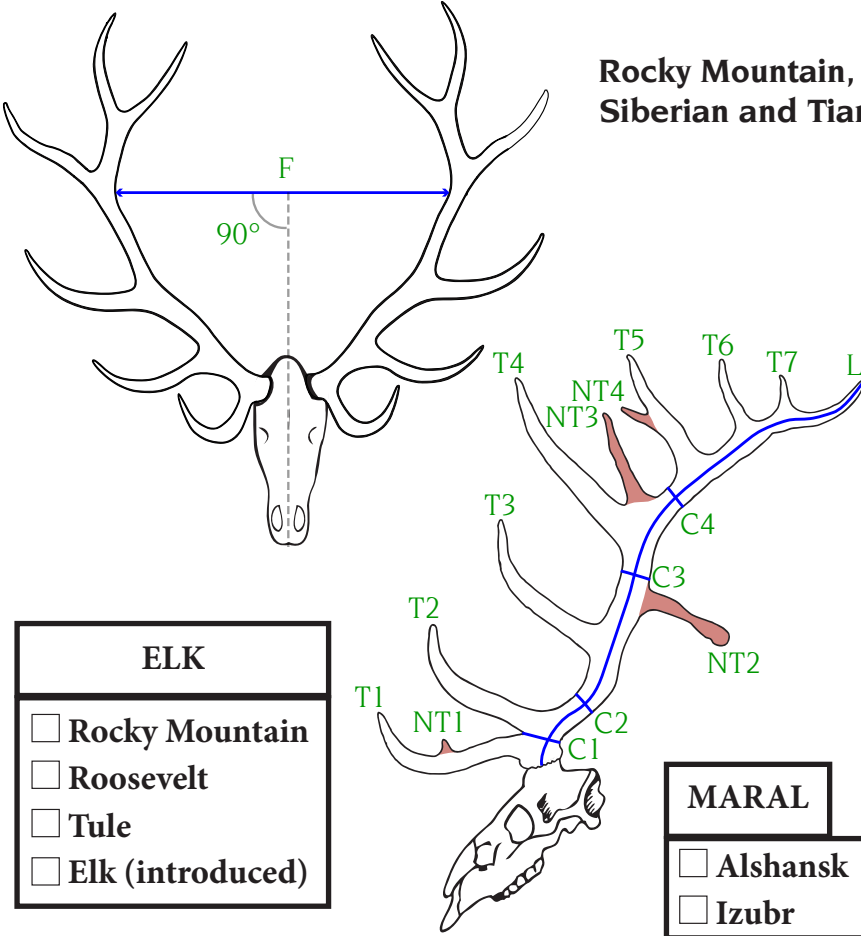 Rocky Mountain,
Siberian and Tian
F
90°
T5
T6
T7
L
T4
NT4
NT3
C4
T3
C3
T2
NT2
T1
NT1
C2
C1
ELK
☐ Rocky Mountain
☐ Roosevelt
☐ Tule
☐ Elk (introduced)
MARAL
☐ Alshansk
☐ Izubr